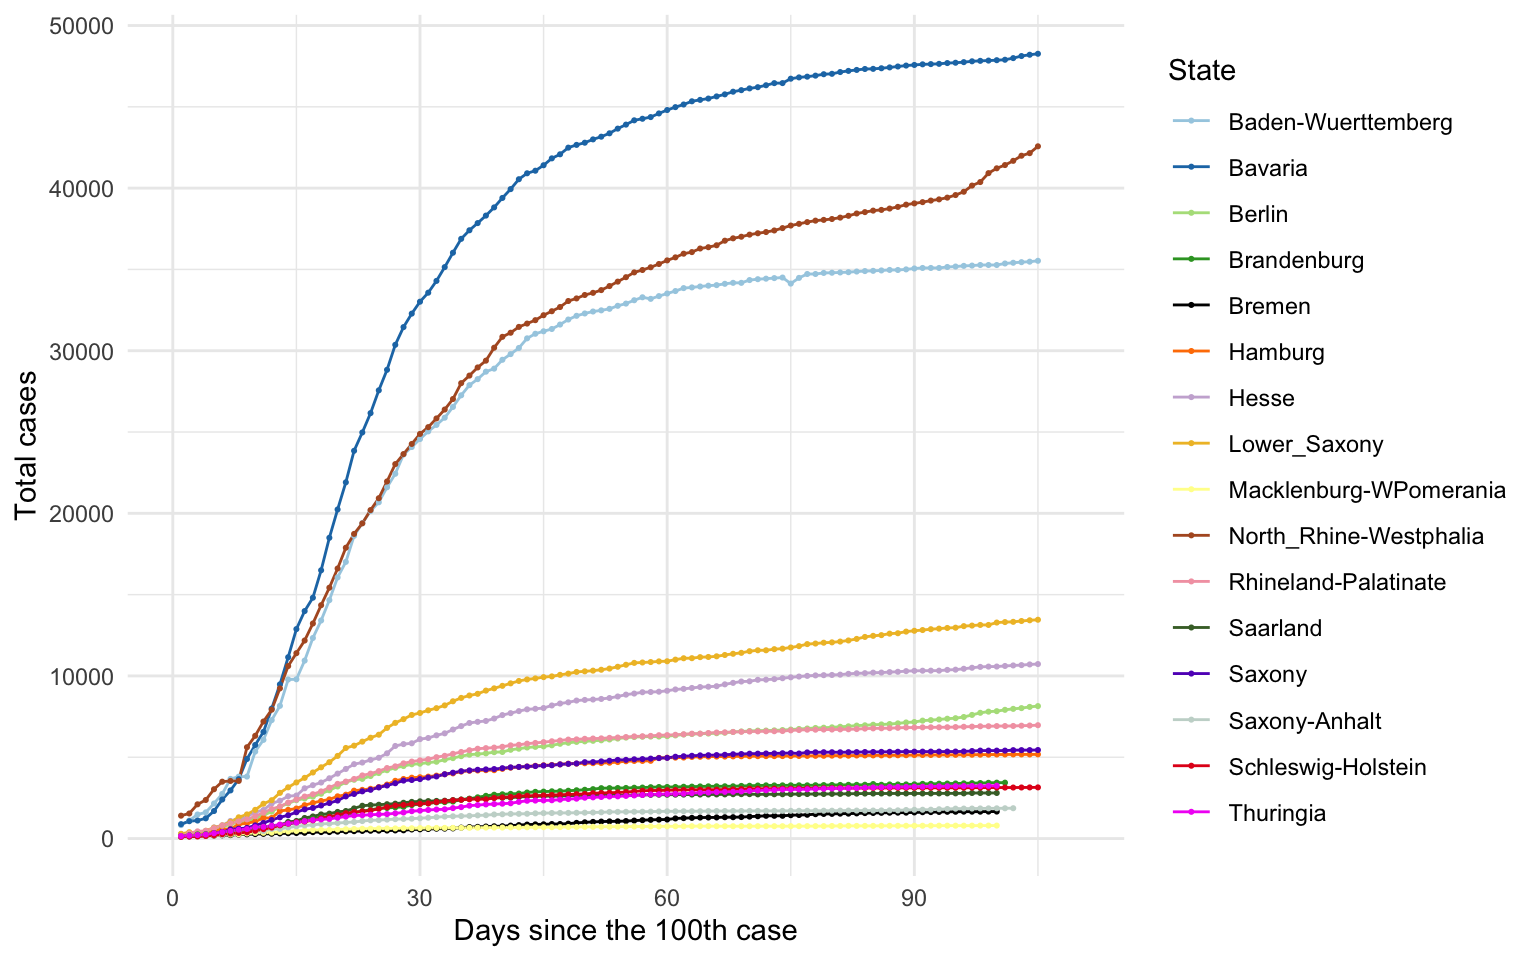 50000
40000
30000
20000
10000
0
Total cases
0 30 60 90
Days since the 100th case
State
Baden-Wuerttemberg
Bavaria
Berlin
Brandenburg
Bremen
Hamburg
Hesse
Lower_Saxony
Macklenburg-WPomerania
North_Rhine-Westphalia
Rhineland-Palatinate
Saarland
Saxony
Saxony-Anhalt
Schleswig-Holstein
Thuringia